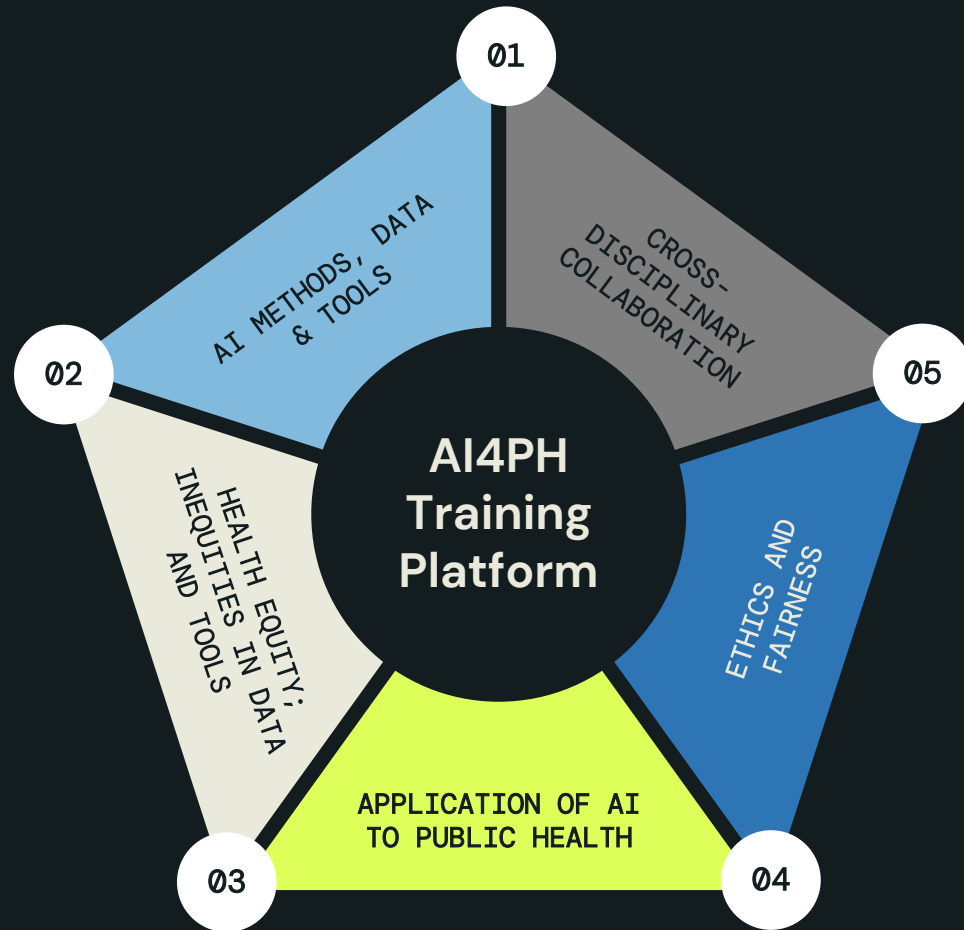 01
AI METHODS, DATA
& TOOLS
02
HEALTH EQUITY;
INEQUITIES IN DATA
AND TOOLS
03
APPLICATION OF AI
TO PUBLIC HEALTH
04
ETHICS AND
FAIRNESS
05
CROSS-
DISCIPLINARY
COLLABORATION
AI4PH
Training
Platform